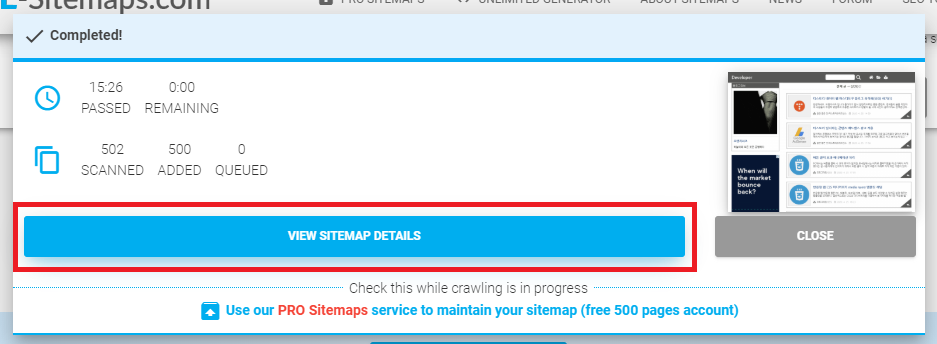 -Sitemaps.com
PRO SITEMAPS
UNLIMITED GENERATOR
ABOUT SITEMAPS
NEWS
FORUM
SEO
Completed!
15:26 0:00
PASSED REMAINING
502 500 0
SCANNED ADDED QUEUED
Developer
When will
the market
bounce
back?
VIEW SITEMAP DETAILS
CLOSE
Check this while crawling is in progress
Use our PRO Sitemaps service to maintain your sitemap (free 500 pages account)